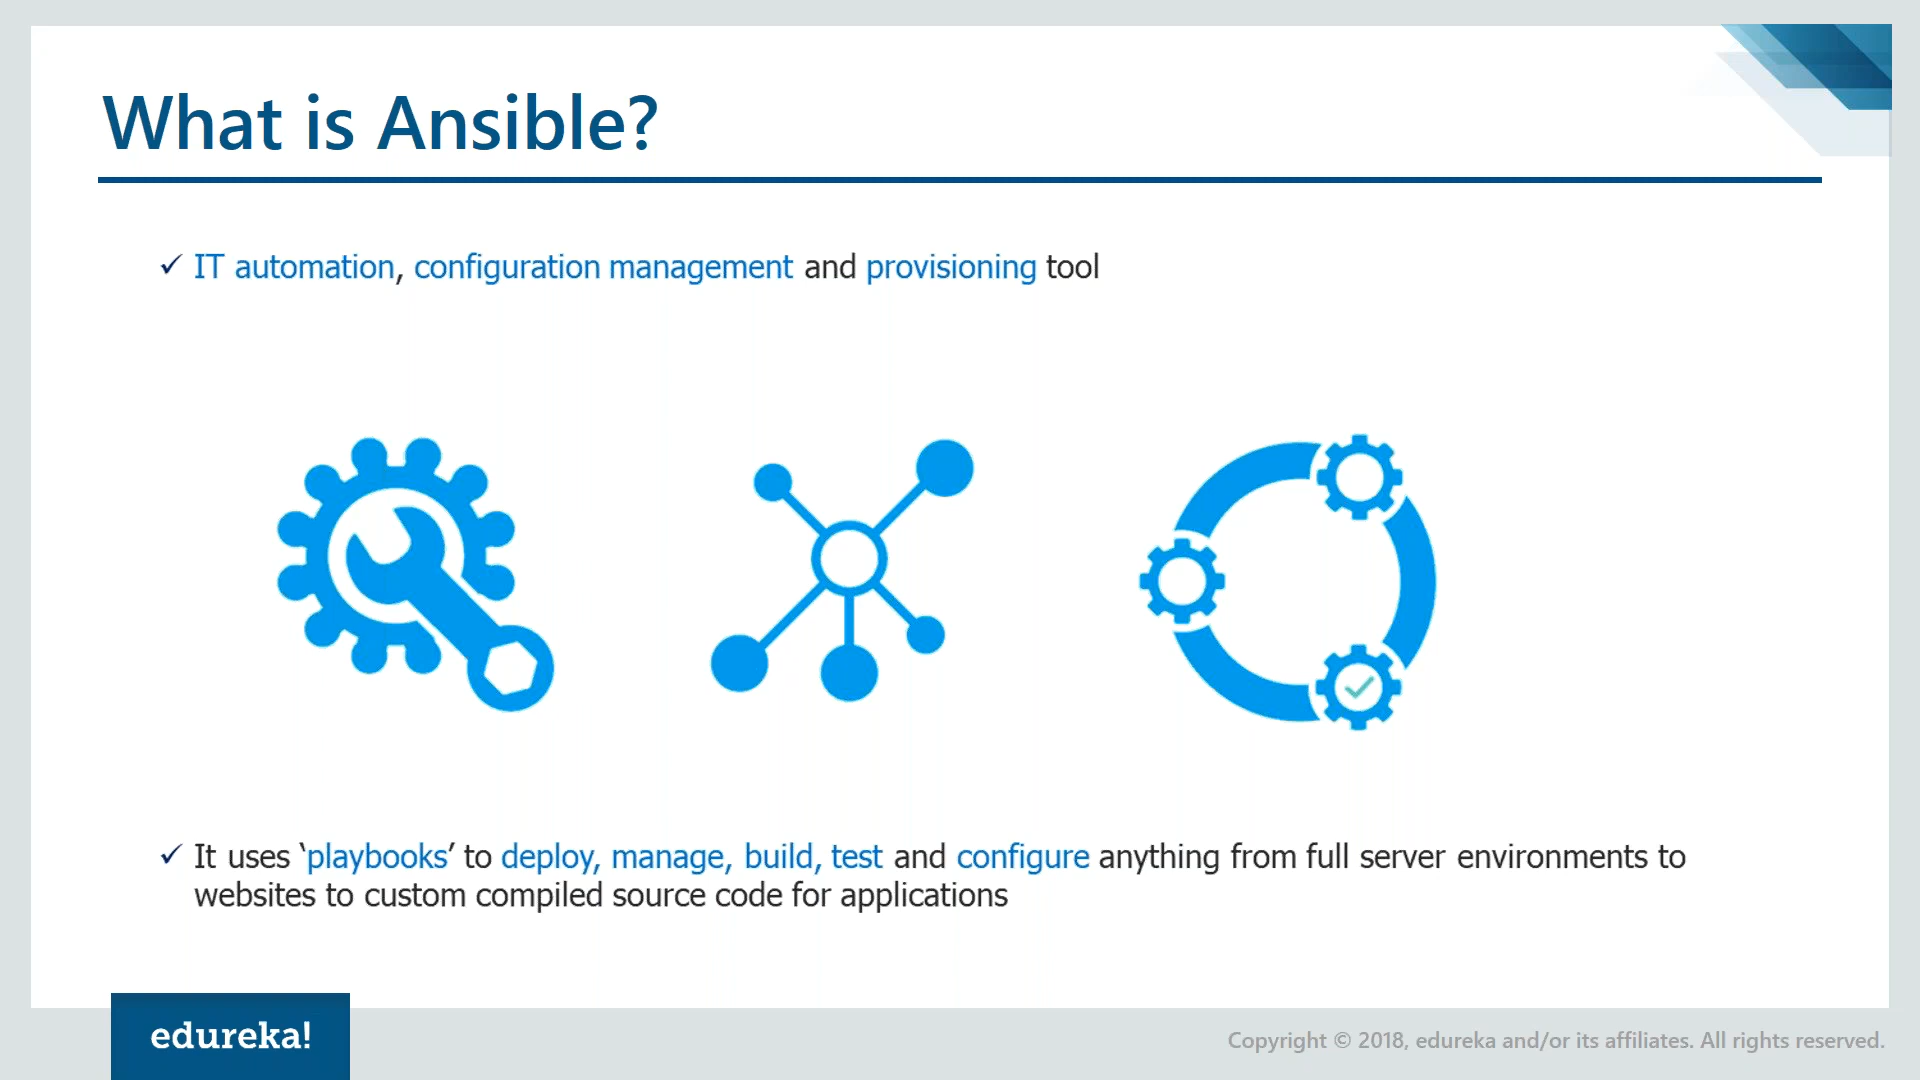 What is Ansible?
✓ IT automation, configuration management and provisioning tool
✓ It uses ‘playbooks’ to deploy, manage, build, test and configure anything from full server environments to
websites to custom compiled source code for applications
edureka!
Copyright © 2018, edureka and/or its affiliates. All rights reserved.